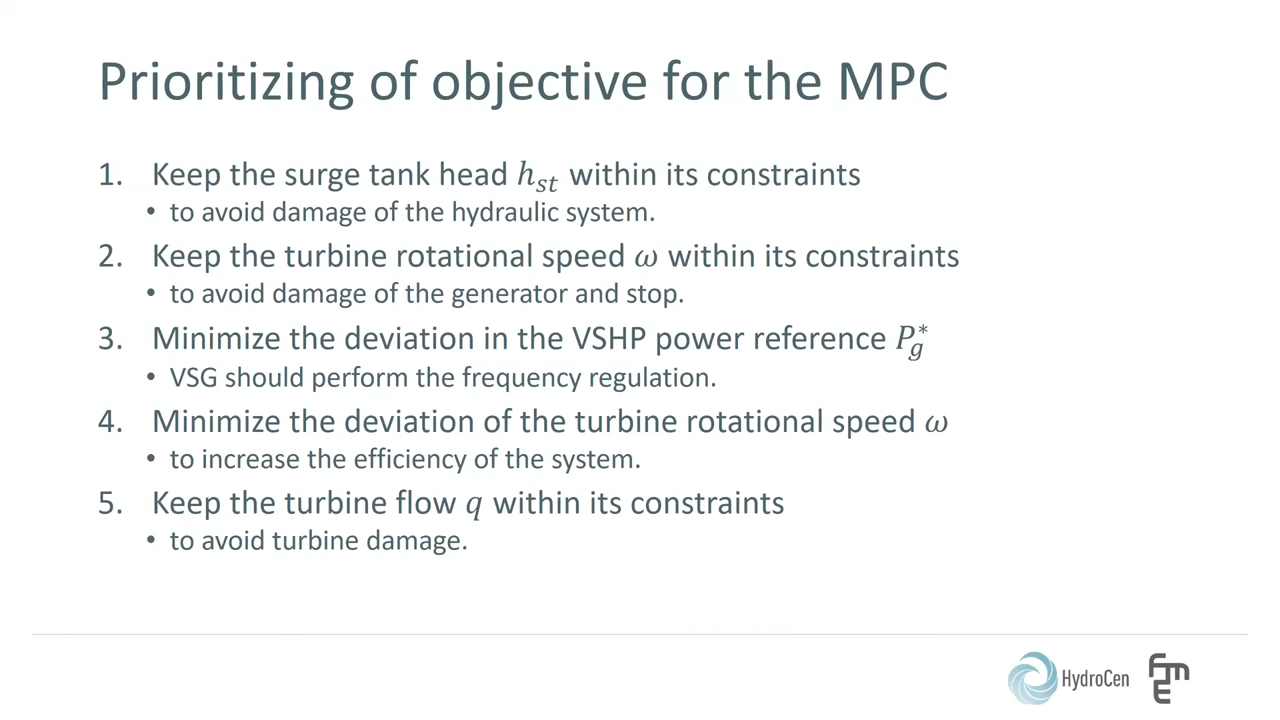 Prioritizing of objective for the MPC
1. Keep the surge tank head h_st within its constraints
• to avoid damage of the hydraulic system.
2. Keep the turbine rotational speed ω within its constraints
• to avoid damage of the generator and stop.
3. Minimize the deviation in the VSHP power reference P_g^*
• VSG should perform the frequency regulation.
4. Minimize the deviation of the turbine rotational speed ω
• to increase the efficiency of the system.
5. Keep the turbine flow q within its constraints
• to avoid turbine damage.
HydroCen
fme